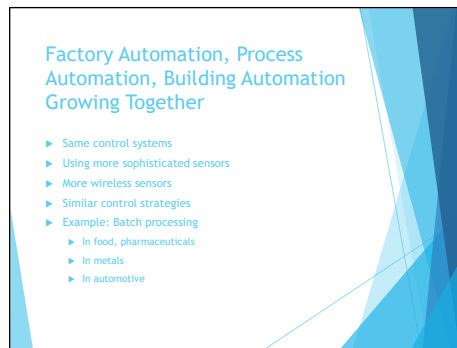 Factory Automation, Process
Automation, Building Automation
Growing Together
Same control systems
Using more sophisticated sensors
More wireless sensors
Similar control strategies
Example: Batch processing
In food, pharmaceuticals
In metals
In automotive